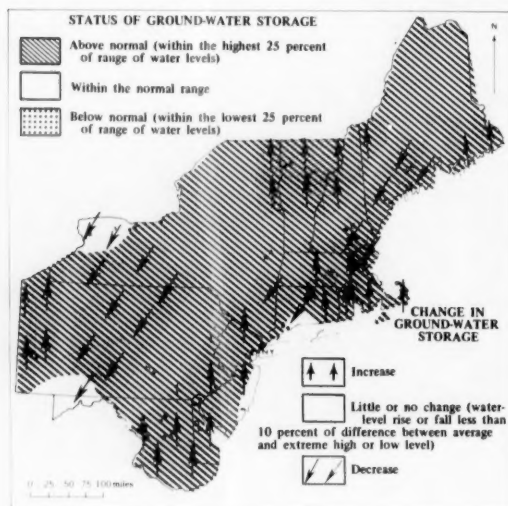 STATUS OF GROUND-WATER STORAGE
Above normal (within the highest 25 percent
of range of water levels)
Within the normal range
Below normal (within the lowest 25 percent
of range of water levels)
N
CHANGE IN
GROUND-WATER
STORAGE
Increase
Little or no change (water-
level rise or fall less than
10 percent of difference between average
and extreme high or low level)
Decrease
0 25 50 75 100 miles